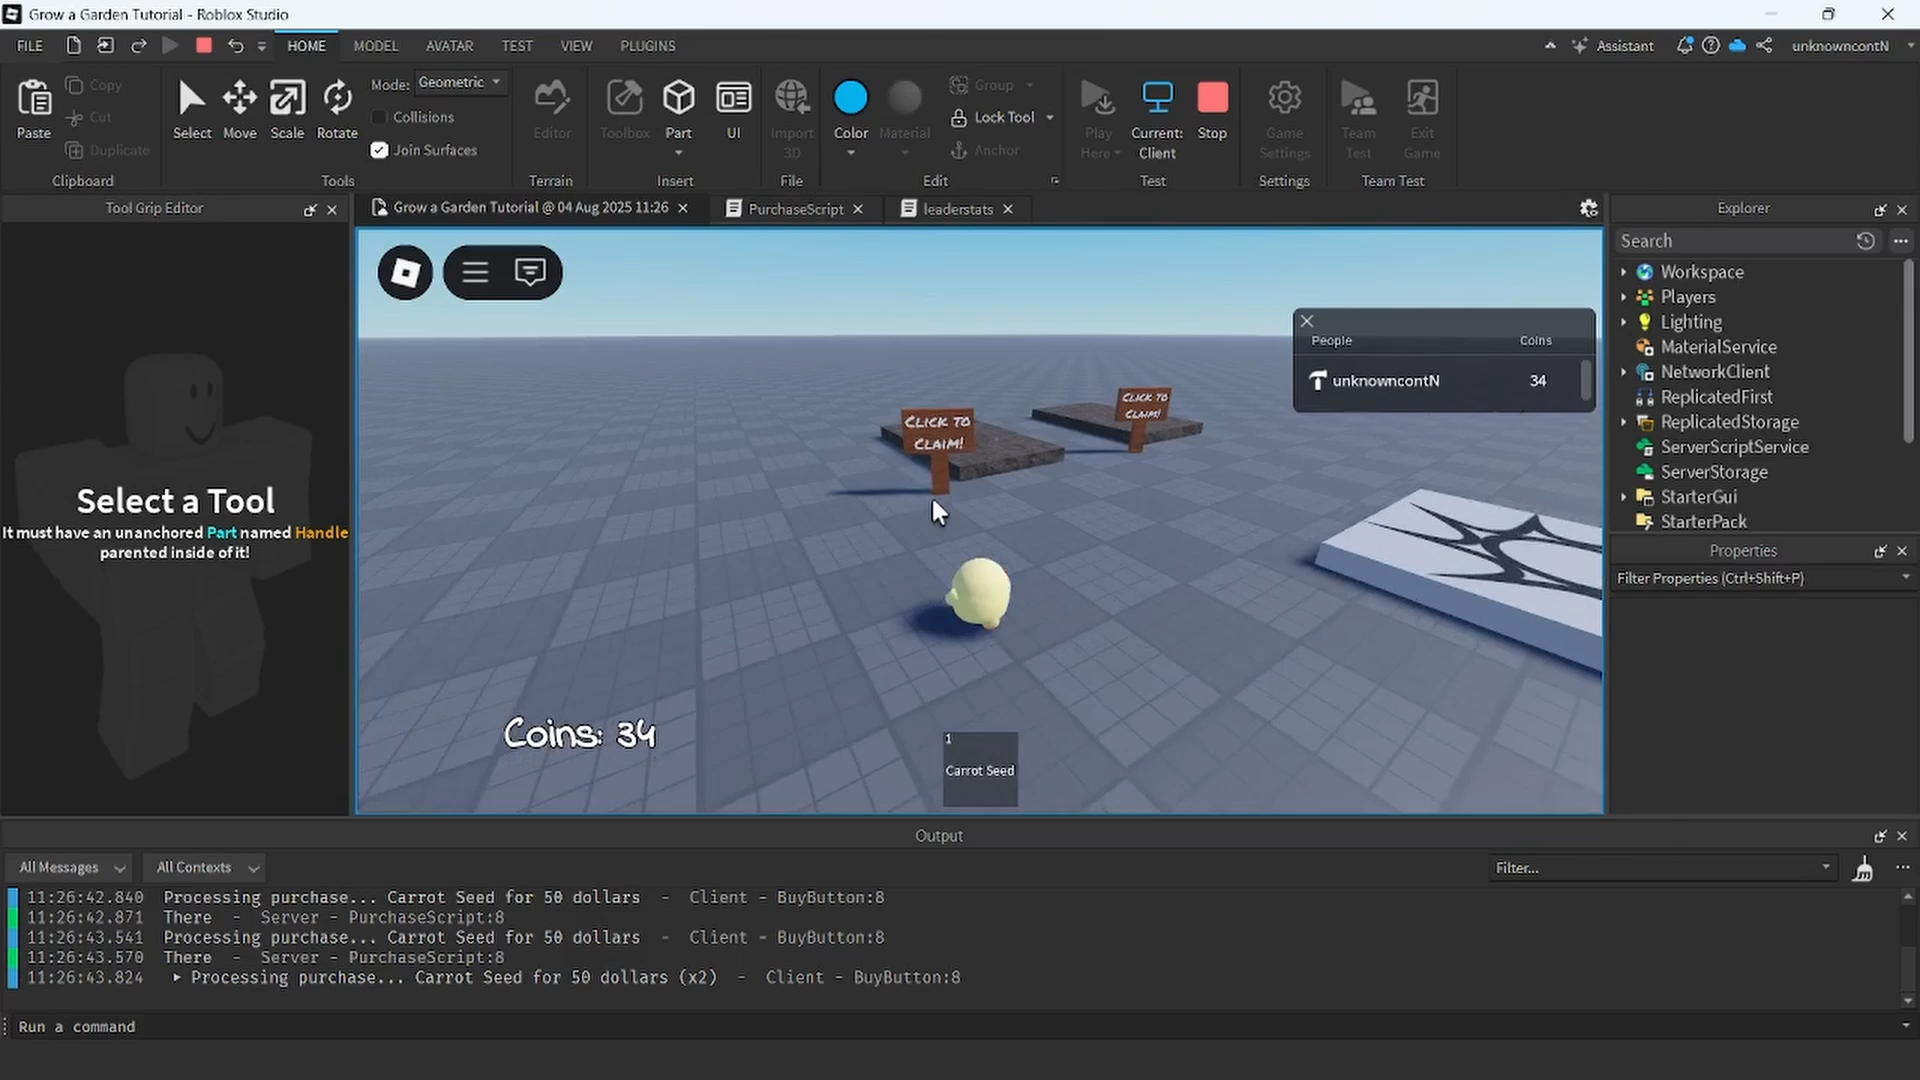 Grow a Garden Tutorial - Roblox Studio
FILE HOME MODEL AVATAR TEST VIEW PLUGINS Assistant unknowncontN
Paste Copy Cut Duplicate Clipboard
Select Move Scale Rotate Mode: Geometric Collisions Join Surfaces Tools
Editor Terrain
Toolbox Part UI Insert
Import 3D File
Color Material Group Lock Tool Anchor Edit
Play Here Current: Client Stop Test
Game Settings Settings
Team Test Exit Game Team Test
Tool Grip Editor
Grow a Garden Tutorial @ 04 Aug 2025 11:26 PurchaseScript leaderstats
Select a Tool
It must have an unanchored Part named Handle
parented inside of it!
CLICK TO
CLAIM!
CLICK TO
CLAIM!
People Coins
unknowncontN 34
Coins: 34
1
Carrot Seed
Explorer
Search
Workspace
Players
Lighting
MaterialService
NetworkClient
ReplicatedFirst
ReplicatedStorage
ServerScriptService
ServerStorage
StarterGui
StarterPack
Properties
Filter Properties (Ctrl+Shift+P)
Output
All Messages All Contexts Filter...
11:26:42.840 Processing purchase... Carrot Seed for 50 dollars - Client - BuyButton:8
11:26:42.871 There - Server - PurchaseScript:8
11:26:43.541 Processing purchase... Carrot Seed for 50 dollars - Client - BuyButton:8
11:26:43.570 There - Server - PurchaseScript:8
11:26:43.824 Processing purchase... Carrot Seed for 50 dollars (x2) - Client - BuyButton:8
Run a command